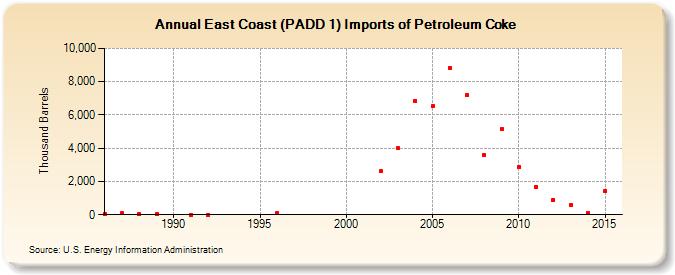 Annual East Coast (PADD 1) Imports of Petroleum Coke
Thousand Barrels
10,000
8,000
6,000
4,000
2,000
0
1990 1995 2000 2005 2010 2015
Source: U.S. Energy Information Administration